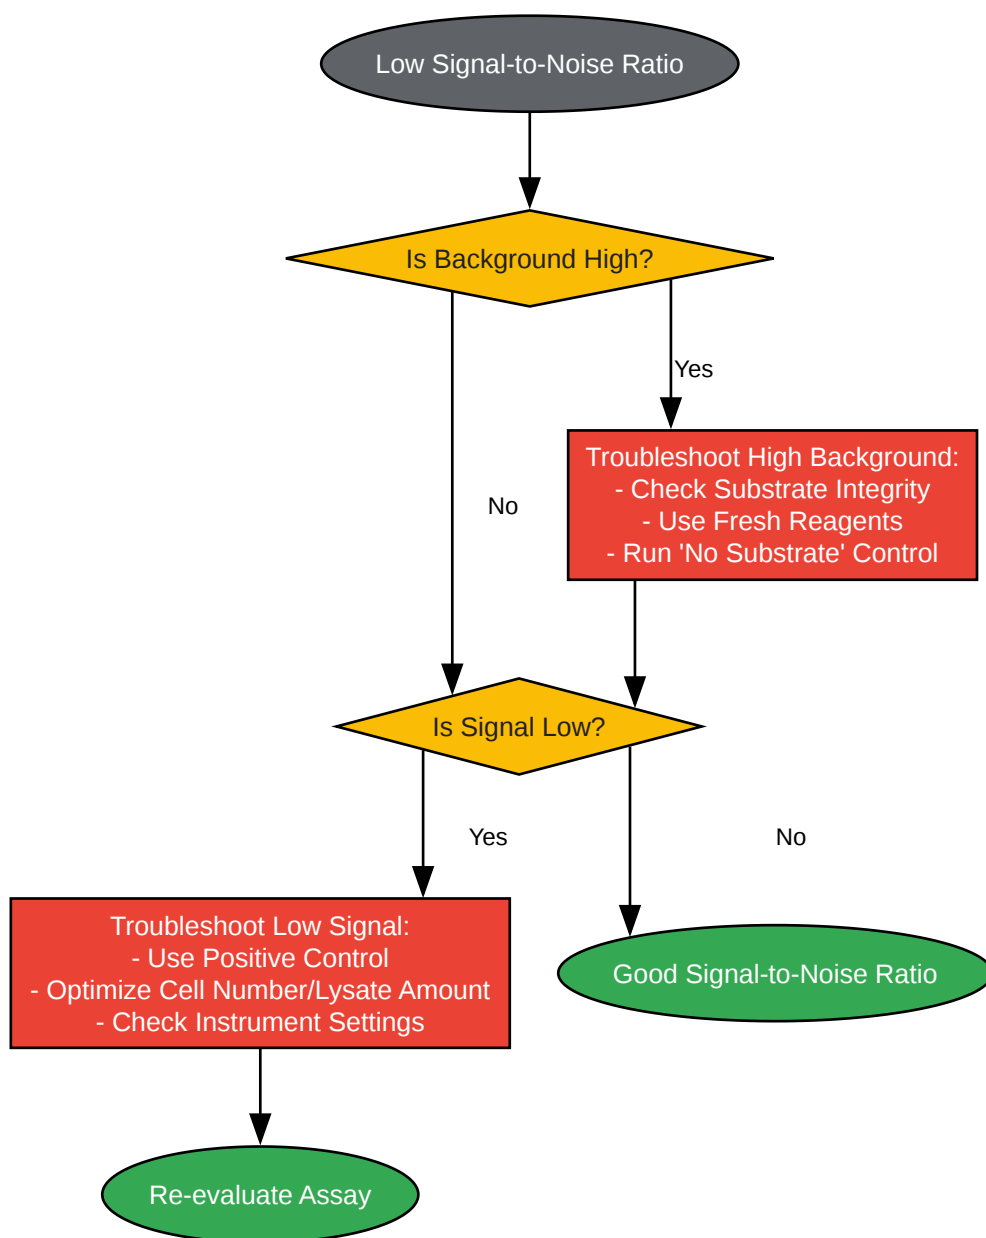 Low Signal-to-Noise Ratio
Is Background High?
Yes
Troubleshoot High Background:
- Check Substrate Integrity
- Use Fresh Reagents
- Run 'No Substrate' Control
No
Is Signal Low?
Yes
No
Troubleshoot Low Signal:
- Use Positive Control
- Optimize Cell Number/Lysate Amount
- Check Instrument Settings
Good Signal-to-Noise Ratio
Re-evaluate Assay